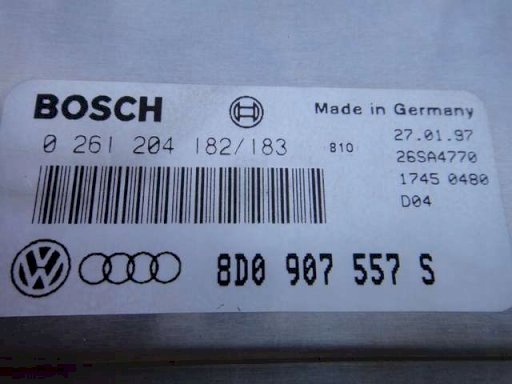 BOSCH Made in Germany
0 261 204 182/183 810 27.01.97
26SA4770
1745 0480
D04
VW 8D0 907 557 S